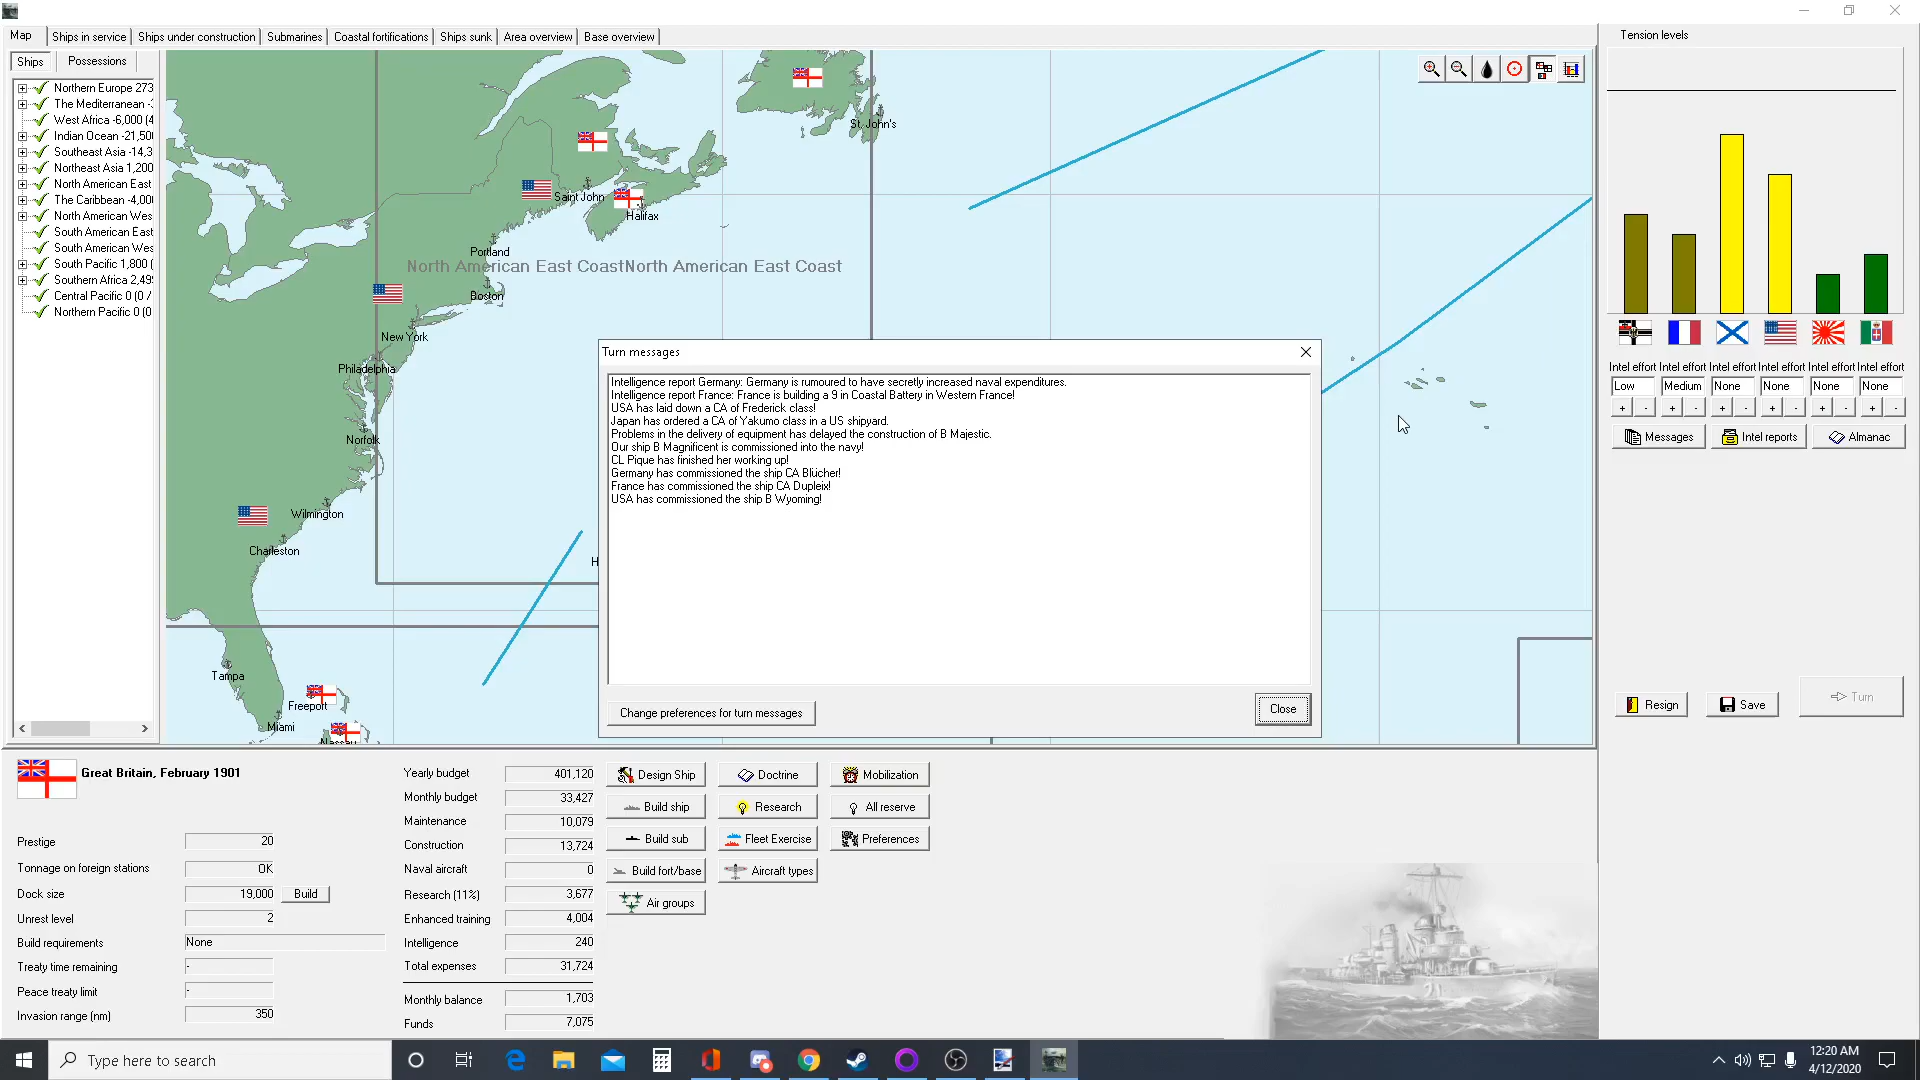 Map
Ships in service
Ships under construction
Submarines
Coastal fortifications
Ships sunk
Area overview
Base overview
Tension levels
Ships
Possessions
Northern Europe 273
The Mediterranean -
West Africa -6,000 (4
Indian Ocean -21,50
Southeast Asia -14,3
Northeast Asia 1,200
North American East
The Caribbean -4,00
North American Wes
South American East
South American Wes
South Pacific 1,800 (
Southern Africa 2,49
Central Pacific 0 (0 /
Northern Pacific 0 (0
St. John's
Saint John
Halifax
Portland
North American East CoastNorth American East Coast
Boston
New York
Philadelphia
Norfolk
Wilmington
Charleston
H
Tampa
Freeport
Miami
Nassau
Turn messages
Intelligence report Germany: Germany is rumoured to have secretly increased naval expenditures.
Intelligence report France: France is building a 9 in Coastal Battery in Western France!
USA has laid down a CA of Frederick class!
Japan has ordered a CA of Yakumo class in a US shipyard.
Problems in the delivery of equipment has delayed the construction of B Majestic.
Our ship B Magnificent is commissioned into the navy!
CL Pique has finished her working up!
Germany has commissioned the ship CA Blücher!
France has commissioned the ship CA Dupleix!
USA has commissioned the ship B Wyoming!
Change preferences for turn messages
Close
Intel effort Intel effort Intel effort Intel effort Intel effort Intel effort
Low Medium None None None None
+ - + - + - + - + - + -
Messages Intel reports Almanac
Resign Save Turn
Great Britain, February 1901
Prestige 20
Tonnage on foreign stations OK
Dock size 19,000 Build
Unrest level 2
Build requirements None
Treaty time remaining -
Peace treaty limit -
Invasion range (nm) 350
Yearly budget 401,120
Monthly budget 33,427
Maintenance 10,079
Construction 13,724
Naval aircraft 0
Research (11%) 3,677
Enhanced training 4,004
Intelligence 240
Total expenses 31,724
Monthly balance 1,703
Funds 7,075
Design Ship Doctrine Mobilization
Build ship Research All reserve
Build sub Fleet Exercise Preferences
Build fort/base Aircraft types
Air groups
Type here to search
12:20 AM
4/12/2020